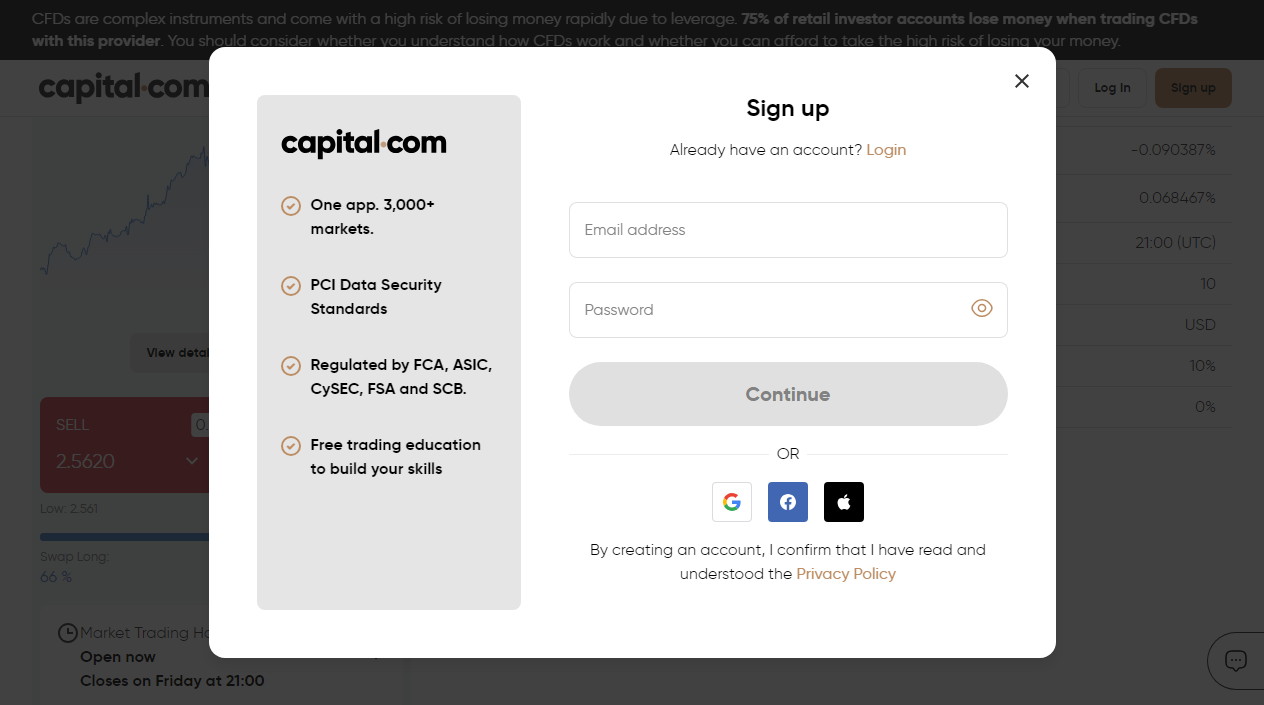 CFDs are complex instruments and come with a high risk of losing money rapidly due to leverage. 75% of retail investor accounts lose money when trading CFDs
with this provider. You should consider whether you understand how CFDs work and whether you can afford to take the high risk of losing your money.
capital.com
Log In
Sign up
-0.090387%
0.068467%
21:00 (UTC)
10
USD
10%
0%
View detai
SELL
0.
2.5620
Low: 2.561
Swap Long:
66 %
Market Trading Ho
Open now
Closes on Friday at 21:00
capital.com
One app. 3,000+
markets.
PCI Data Security
Standards
Regulated by FCA, ASIC,
CySEC, FSA and SCB.
Free trading education
to build your skills
Sign up
Already have an account? Login
Email address
Password
Continue
OR
By creating an account, I confirm that I have read and
understood the Privacy Policy